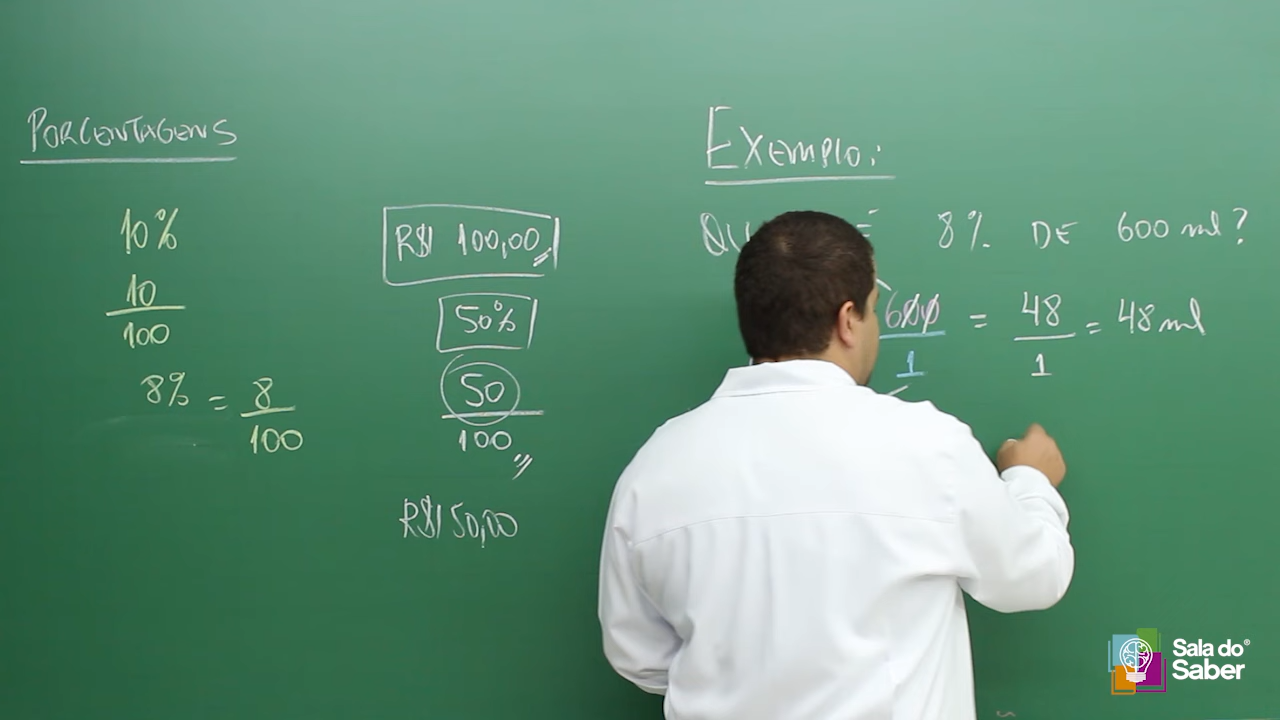 PORCENTAGENS
10%
10
100
8% = 8
100
R$ 100,00
50%
50
100
R$ 50,00
Exemplo:
É 8% DE 600 ml?
600 = 48 = 48 ml
1 1
Sala do
Saber